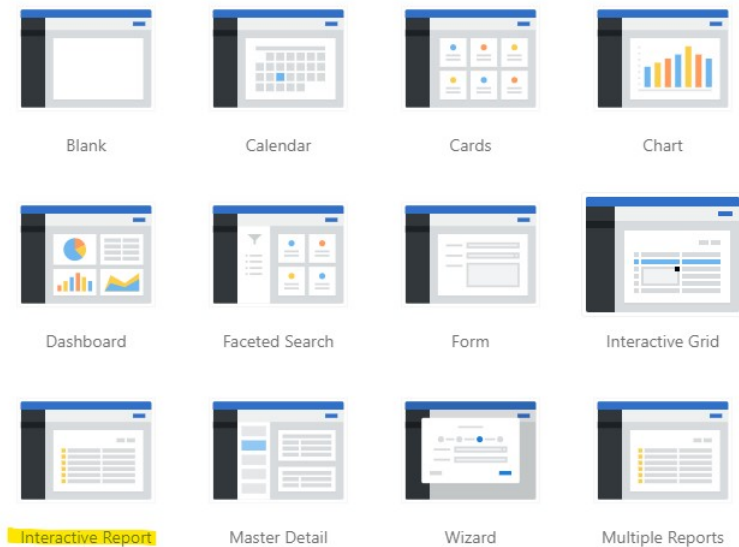 Blank
Calendar
Cards
Chart
Dashboard
Faceted Search
Form
Interactive Grid
Interactive Report
Master Detail
Wizard
Multiple Reports